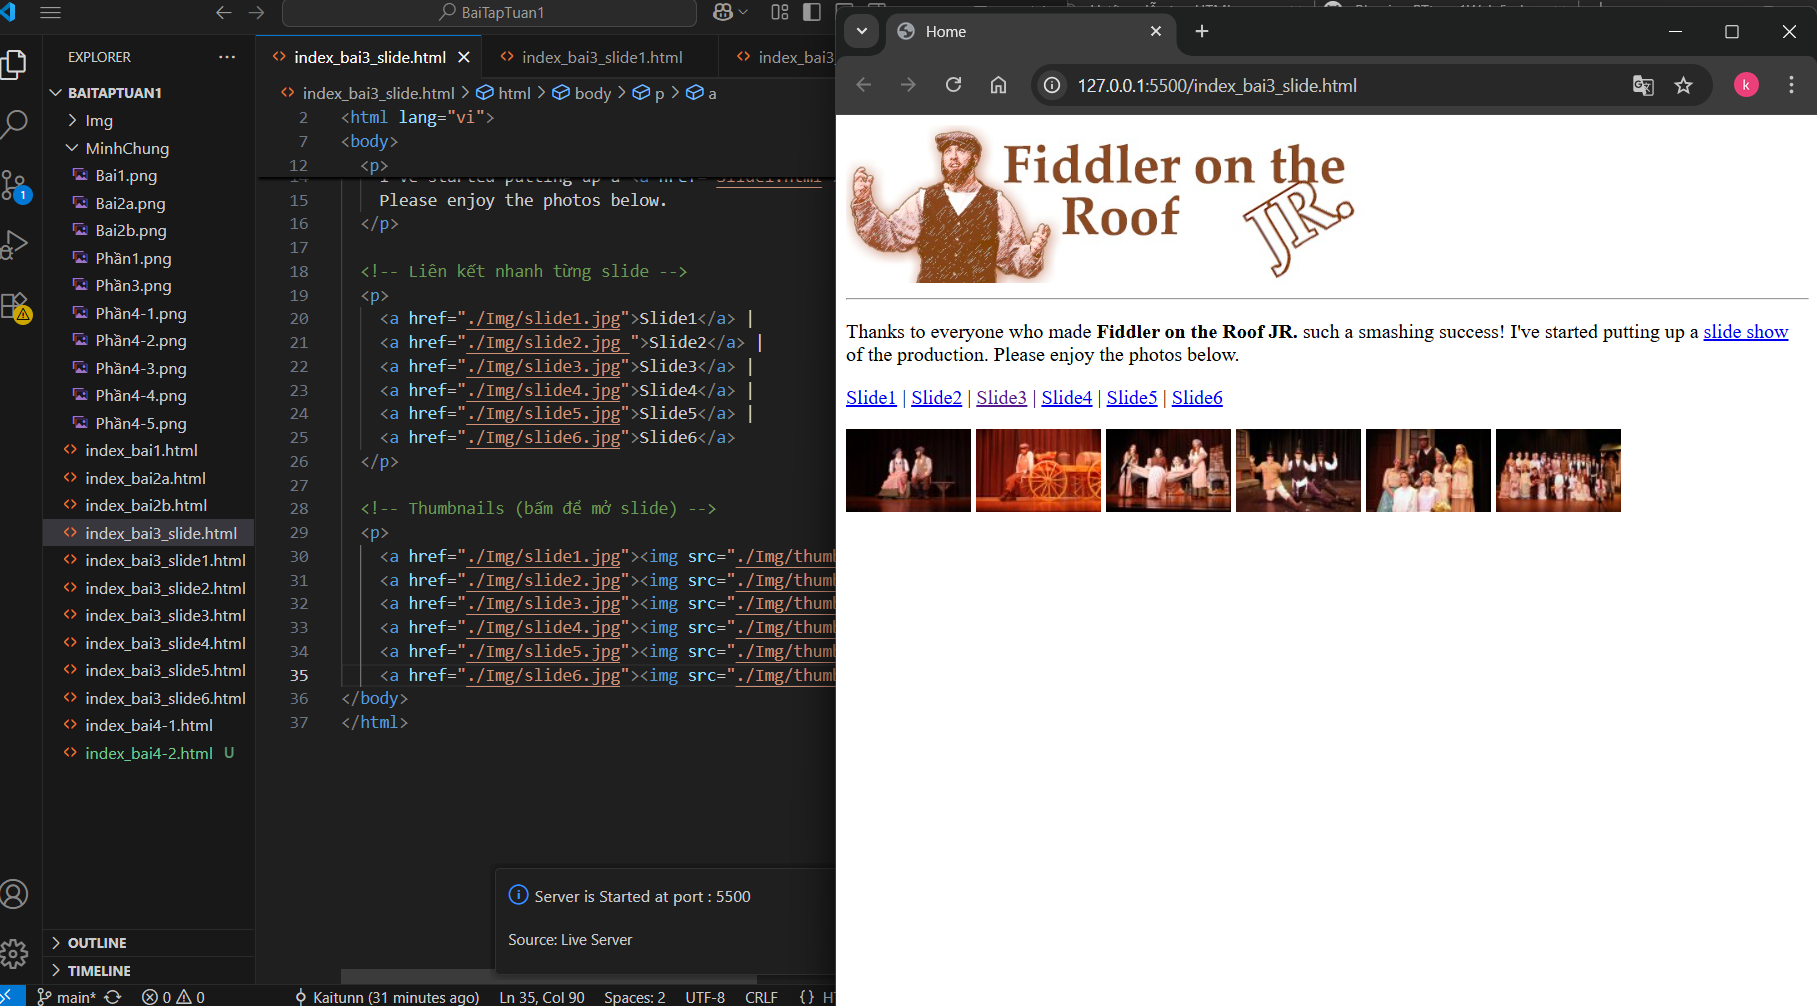 BaiTapTuan1
EXPLORER
BAITAPTUAN1
Img
MinhChung
Bai1.png
Bai2a.png
Bai2b.png
Phần1.png
Phần3.png
Phần4-1.png
Phần4-2.png
Phần4-3.png
Phần4-4.png
Phần4-5.png
index_bai1.html
index_bai2a.html
index_bai2b.html
index_bai3_slide.html
index_bai3_slide1.html
index_bai3_slide2.html
index_bai3_slide3.html
index_bai3_slide4.html
index_bai3_slide5.html
index_bai3_slide6.html
index_bai4-1.html
index_bai4-2.html U
OUTLINE
TIMELINE
1
index_bai3_slide.html
index_bai3_slide1.html
index_bai3
index_bai3_slide.html > html > body > p > a
2 <html lang="vi">
7 <body>
12 <p>
I've started putting up a <a href="Slide1.html"
15 Please enjoy the photos below.
16 </p>
17
18 <!-- Liên kết nhanh từng slide -->
19 <p>
20 <a href="./Img/slide1.jpg">Slide1</a> |
21 <a href="./Img/slide2.jpg ">Slide2</a> |
22 <a href="./Img/slide3.jpg">Slide3</a> |
23 <a href="./Img/slide4.jpg">Slide4</a> |
24 <a href="./Img/slide5.jpg">Slide5</a> |
25 <a href="./Img/slide6.jpg">Slide6</a>
26 </p>
27
28 <!-- Thumbnails (bấm để mở slide) -->
29 <p>
30 <a href="./Img/slide1.jpg"><img src="./Img/thum
31 <a href="./Img/slide2.jpg"><img src="./Img/thum
32 <a href="./Img/slide3.jpg"><img src="./Img/thum
33 <a href="./Img/slide4.jpg"><img src="./Img/thum
34 <a href="./Img/slide5.jpg"><img src="./Img/thum
35 <a href="./Img/slide6.jpg"><img src="./Img/thum
36 </body>
37 </html>
Server is Started at port : 5500
Source: Live Server
main*
0 0
Kaitunn (31 minutes ago)
Ln 35, Col 90
Spaces: 2
UTF-8
CRLF
{ }
Home
127.0.0.1:5500/index_bai3_slide.html
k
Fiddler on the
Roof
JR.
Thanks to everyone who made Fiddler on the Roof JR. such a smashing success! I've started putting up a slide show
of the production. Please enjoy the photos below.
Slide1 | Slide2 | Slide3 | Slide4 | Slide5 | Slide6